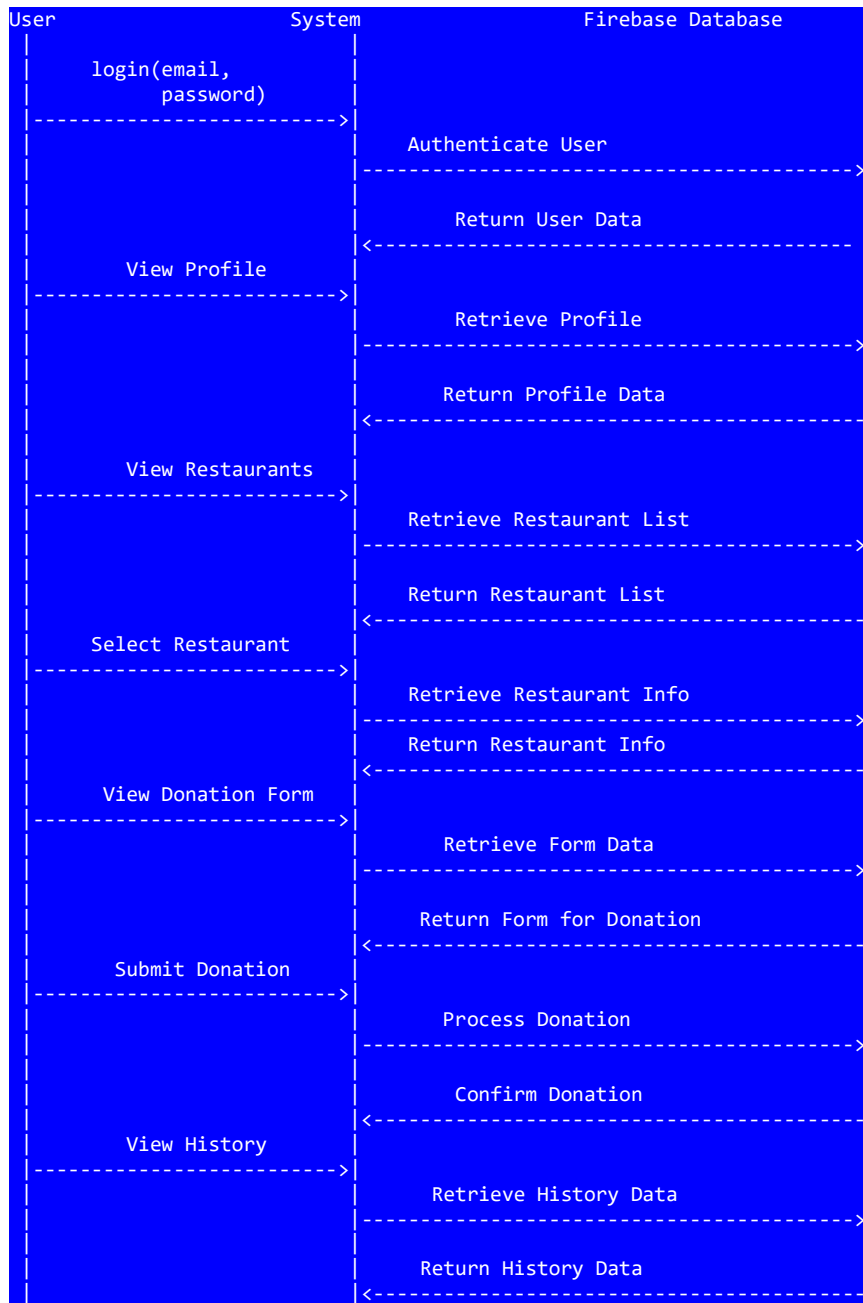 User System Firebase Database
login(email,
password)
Authenticate User
Return User Data
View Profile
Retrieve Profile
Return Profile Data
View Restaurants
Retrieve Restaurant List
Return Restaurant List
Select Restaurant
Retrieve Restaurant Info
Return Restaurant Info
View Donation Form
Retrieve Form Data
Return Form for Donation
Submit Donation
Process Donation
Confirm Donation
View History
Retrieve History Data
Return History Data